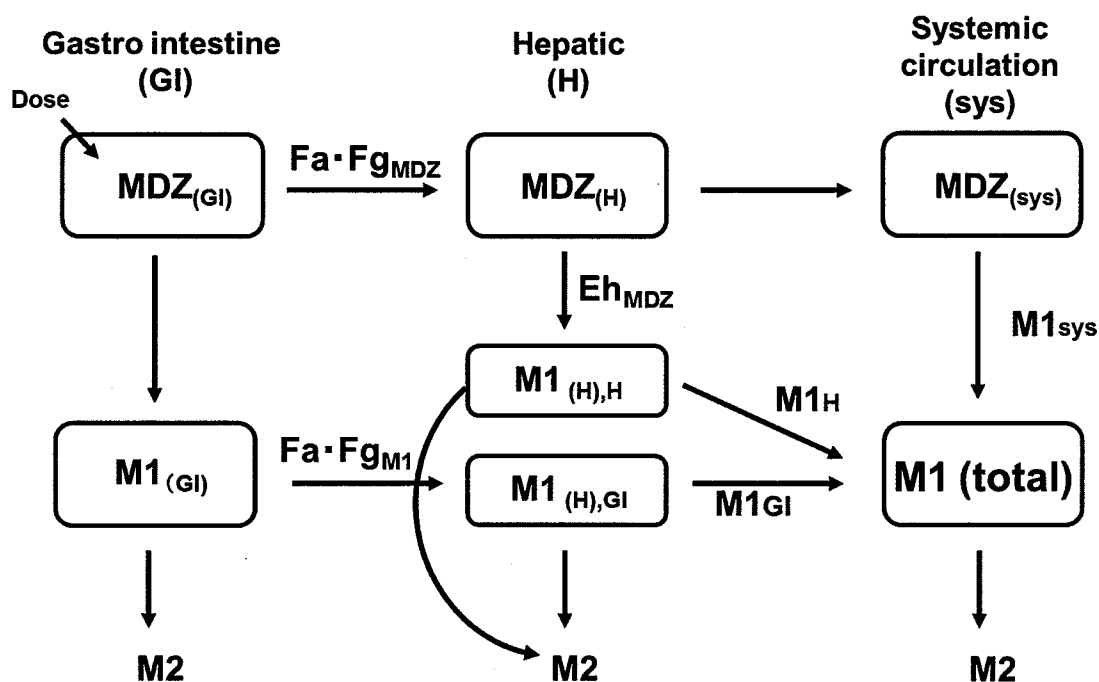 Gastro intestine
(GI)
Hepatic
(H)
Systemic
circulation
(sys)
Dose
MDZ(GI)
Fa・FgMDZ
MDZ(H)
MDZ(sys)
EhMDZ
M1sys
M1 (H),H
M1H
M1 (GI)
Fa・FgM1
M1 (H),GI
M1GI
M1 (total)
M2
M2
M2